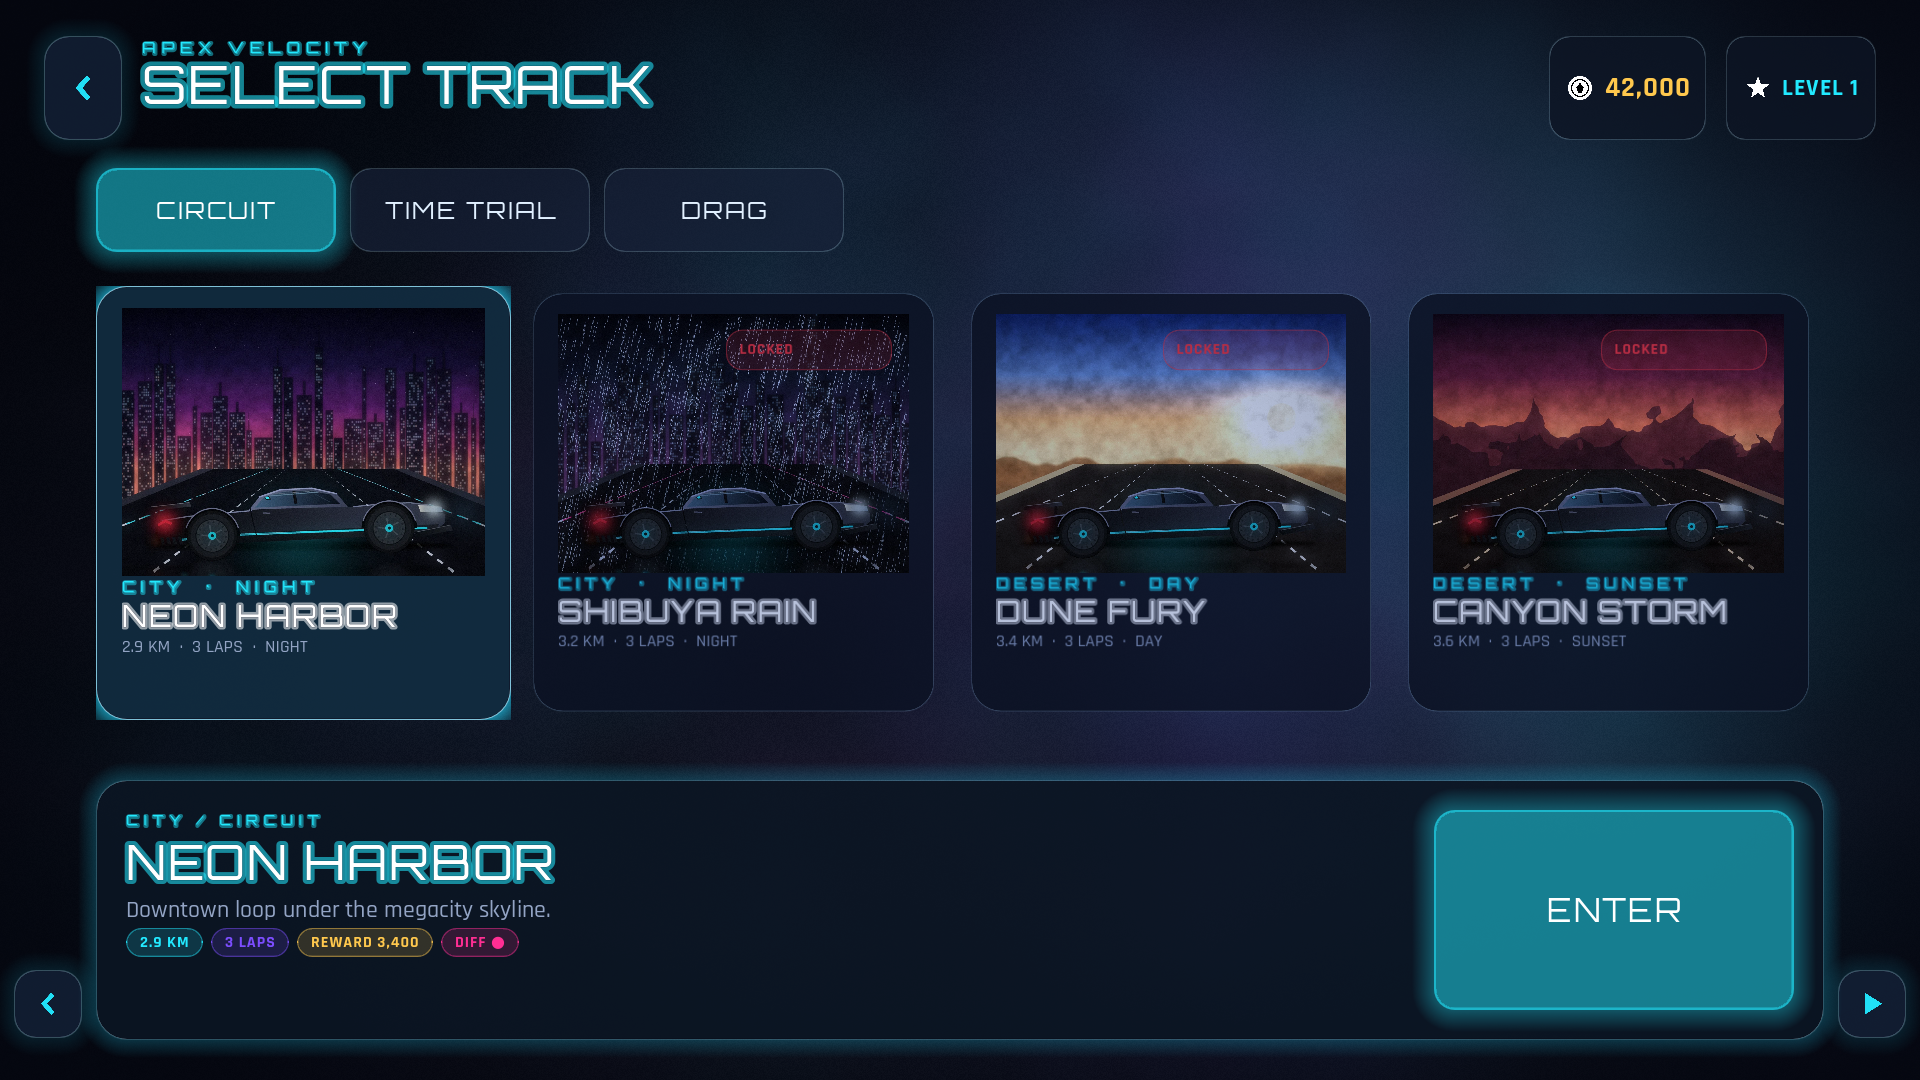 APEX VELOCITY
SELECT TRACK
42,000
LEVEL 1
CIRCUIT
TIME TRIAL
DRAG
CITY · NIGHT
NEON HARBOR
2.9 KM · 3 LAPS · NIGHT
LOCKED
CITY · NIGHT
SHIBUYA RAIN
3.2 KM · 3 LAPS · NIGHT
LOCKED
DESERT · DAY
DUNE FURY
3.4 KM · 3 LAPS · DAY
LOCKED
DESERT · SUNSET
CANYON STORM
3.6 KM · 3 LAPS · SUNSET
CITY / CIRCUIT
NEON HARBOR
Downtown loop under the megacity skyline.
2.9 KM
3 LAPS
REWARD 3,400
DIFF ●
ENTER